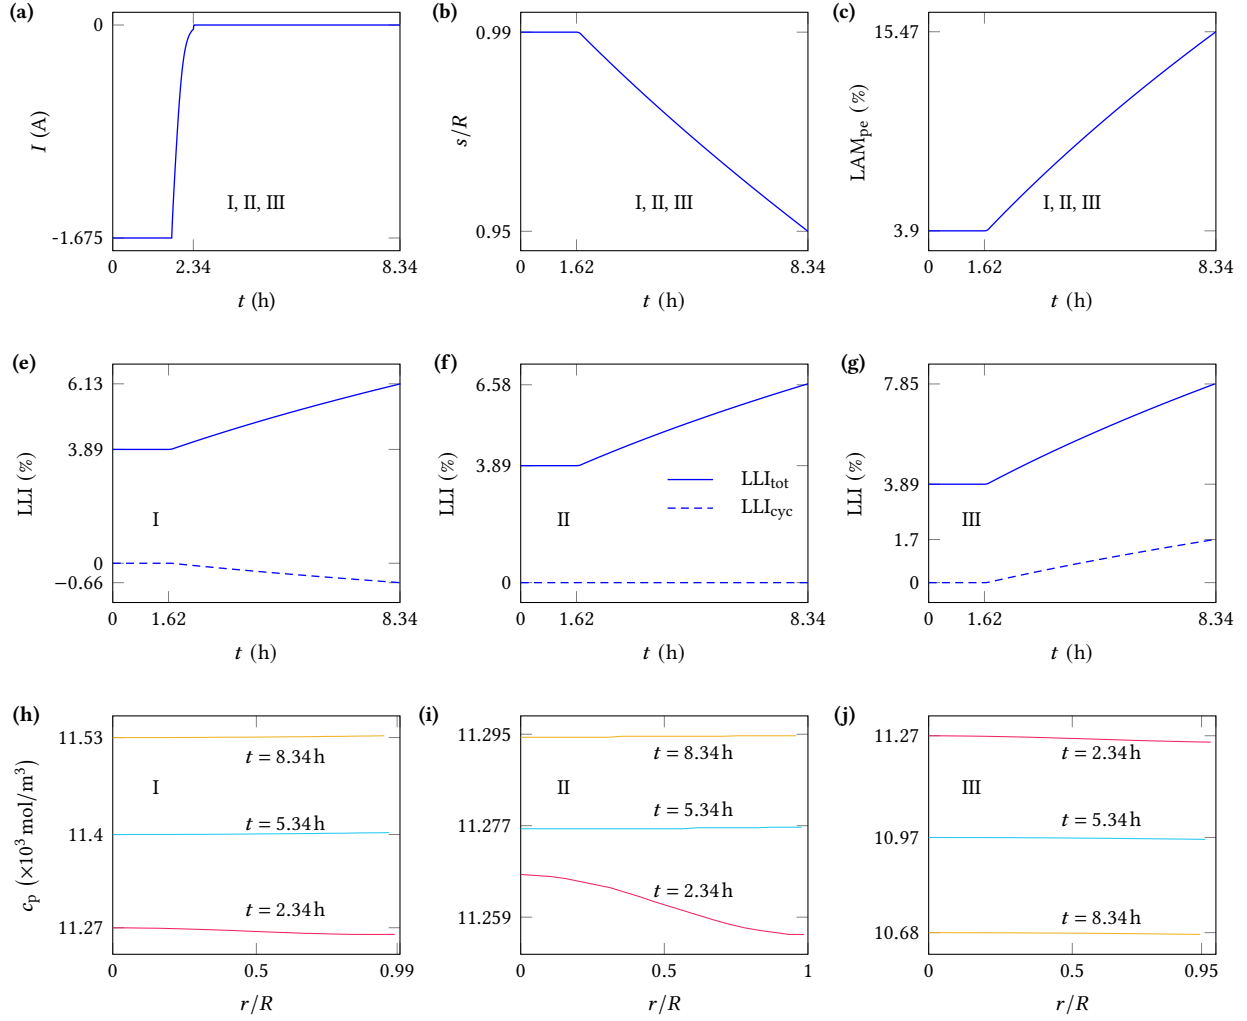 (a)
0
-1.675
I (A)
I, II, III
0
2.34
8.34
t (h)
(b)
0.99
0.95
s/R
I, II, III
0
1.62
8.34
t (h)
(c)
15.47
3.9
LAM_pe (%)
I, II, III
0
1.62
8.34
t (h)
(e)
6.13
3.89
0
−0.66
LLI (%)
I
0
1.62
8.34
t (h)
(f)
6.58
3.89
0
LLI (%)
LLI_tot
LLI_cyc
II
0
1.62
8.34
t (h)
(g)
7.85
3.89
1.7
0
LLI (%)
III
0
1.62
8.34
t (h)
(h)
11.53
11.4
11.27
c_p (×10³ mol/m³)
t = 8.34 h
I
t = 5.34 h
t = 2.34 h
0
0.5
0.99
r/R
(i)
11.295
11.277
11.259
t = 8.34 h
II
t = 5.34 h
t = 2.34 h
0
0.5
1
r/R
(j)
11.27
10.97
10.68
t = 2.34 h
III
t = 5.34 h
t = 8.34 h
0
0.5
0.95
r/R